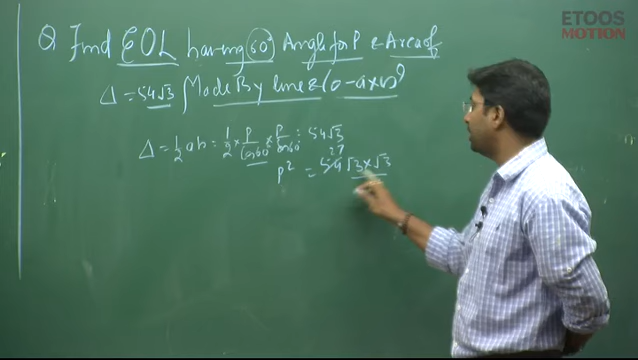 ETOOS
MOTION
Q Find EOL having 60° Angle for P & Area of
Δ = 54√3 Made By line & co-axis?
Δ = 1/2 ab = 1/2 × P/cos60° × P/ : 54√3
27
P² = 54√3×√3